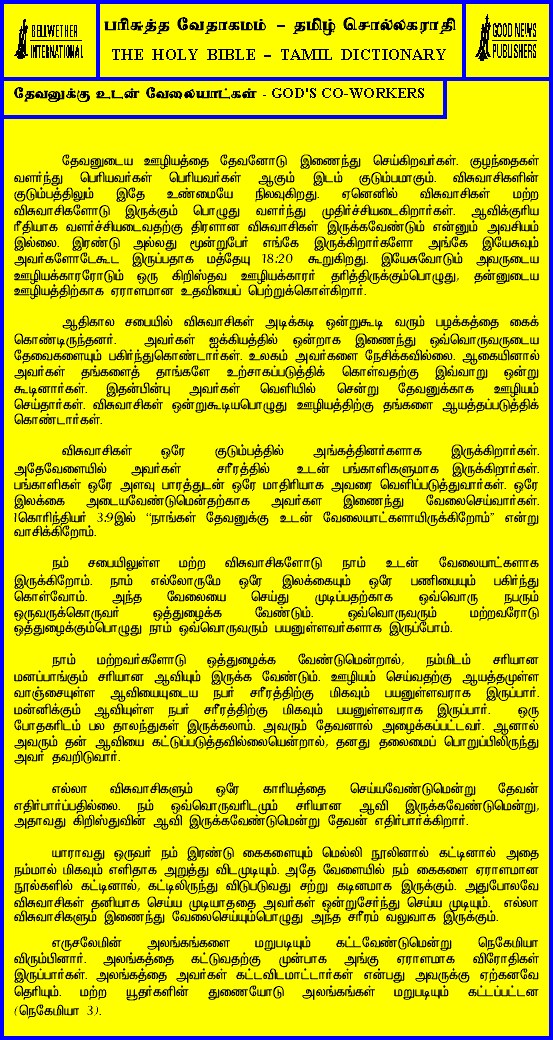 BELLWETHER
INTERNATIONAL
பரிசுத்த வேதாகமம் – தமிழ் சொல்லகராதி
THE HOLY BIBLE – TAMIL DICTIONARY
GOOD NEWS
PUBLISHERS
தேவனுக்கு உடன் வேலையாட்கள் - GOD'S CO-WORKERS
தேவனுடைய ஊழியத்தை தேவனோடு இணைந்து செய்கிறவர்கள். குழந்தைகள்
வளர்ந்து பெரியவர்கள் பெரியவர்கள் ஆகும் இடம் குடும்பமாகும். விசுவாசிகளின்
குடும்பத்திலும் இதே உண்மையே நிலவுகிறது. ஏனெனில் விசுவாசிகள் மற்ற
விசுவாசிகளோடு இருக்கும் பொழுது வளர்ந்து முதிர்ச்சியடைகிறார்கள். ஆவிக்குரிய
ரீதியாக வளர்ச்சியடைவதற்கு திரளான விசுவாசிகள் இருக்கவேண்டும் என்னும் அவசியம்
இல்லை. இரண்டு அல்லது மூன்றுபேர் எங்கே இருக்கிறார்களோ அங்கே இயேசுவும்
அவர்களோடேகூட இருப்பதாக மத்தேயு 18:20 கூறுகிறது. இயேசுவோடும் அவருடைய
ஊழியக்காரரோடும் ஒரு கிறிஸ்தவ ஊழியக்காரர் தரித்திருக்கும்பொழுது, தன்னுடைய
ஊழியத்திற்காக ஏராளமான உதவியைப் பெற்றுக்கொள்கிறார்.
ஆதிகால சபையில் விசுவாசிகள் அடிக்கடி ஒன்றுகூடி வரும் பழக்கத்தை கைக்
கொண்டிருந்தனர். அவர்கள் ஐக்கியத்தில் ஒன்றாக இணைந்து ஒவ்வொருவருடைய
தேவைகளையும் பகிர்ந்துகொண்டார்கள். உலகம் அவர்களை நேசிக்கவில்லை. ஆகையினால்
அவர்கள் தங்களைத் தாங்களே உற்சாகப்படுத்திக் கொள்வதற்கு இவ்வாறு ஒன்று
கூடினார்கள். இதன்பின்பு அவர்கள் வெளியில் சென்று தேவனுக்காக ஊழியம்
செய்தார்கள். விசுவாசிகள் ஒன்றுகூடியபொழுது ஊழியத்திற்கு தங்களை ஆயத்தப்படுத்திக்
கொண்டார்கள்.
விசுவாசிகள் ஒரே குடும்பத்தில் அங்கத்தினர்களாக இருக்கிறார்கள்.
அதேவேளையில் அவர்கள் சரீரத்தில் உடன் பங்காளிகளுமாக இருக்கிறார்கள்.
பங்காளிகள் ஒரே அளவு பாரத்துடன் ஒரே மாதிரியாக அவரை வெளிப்படுத்துவார்கள். ஒரே
இலக்கை அடையவேண்டுமென்தற்காக அவர்கள இணைந்து வேலைசெய்வார்கள்.
1கொரிந்தியர் 3:9இல் “நாங்கள் தேவனுக்கு உடன் வேலையாட்களாயிருக்கிறோம்” என்று
வாசிக்கிறோம்.
நம் சபையிலுள்ள மற்ற விசுவாசிகளோடு நாம் உடன் வேலையாட்களாக
இருக்கிறோம். நாம் எல்லோருமே ஒரே இலக்கையும் ஒரே பணியையும் பகிர்ந்து
கொள்வோம். அந்த வேலையை செய்து முடிப்பதற்காக ஒவ்வொரு நபரும்
ஒருவருக்கொருவர் ஒத்துழைக்க வேண்டும். ஒவ்வொருவரும் மற்றவரோடு
ஒத்துழைக்கும்பொழுது நாம் ஒவ்வொருவரும் பயனுள்ளவர்களாக இருப்போம்.
நாம் மற்றவர்களோடு ஒத்துழைக்க வேண்டுமென்றால், நம்மிடம் சரியான
மனப்பாங்கும் சரியான ஆவியும் இருக்க வேண்டும். ஊழியம் செய்வதற்கு ஆயத்தமுள்ள
வாஞ்சையுள்ள ஆவியையுடைய நபர் சரீரத்திற்கு மிகவும் பயனுள்ளவராக இருப்பார்.
மன்னிக்கும் ஆவியுள்ள நபர் சரீரத்திற்கு மிகவும் பயனுள்ளவராக இருப்பார். ஒரு
போதகரிடம் பல தாலந்துகள் இருக்கலாம். அவரும் தேவனால் அழைக்கப்பட்டவர். ஆனால்
அவரும் தன் ஆவியை கட்டுப்படுத்தவில்லையென்றால், தனது தலைமைப் பொறுப்பிலிருந்து
அவர் தவறிடுவார்.
எல்லா விசுவாசிகளும் ஒரே காரியத்தை செய்யவேண்டுமென்று தேவன்
எதிர்பார்ப்பதில்லை. நம் ஒவ்வொருவரிடமும் சரியான ஆவி இருக்கவேண்டுமென்று,
அதாவது கிறிஸ்துவின் ஆவி இருக்கவேண்டுமென்று தேவன் எதிர்பார்க்கிறார்.
யாராவது ஒருவர் நம் இரண்டு கைகளையும் மெல்லி நூலினால் கட்டினால் அதை
நம்மால் மிகவும் எளிதாக அறுத்து விடமுடியும். அதே வேளையில் நம் கைகளை ஏராளமான
நூல்களில் கட்டினால், கட்டிலிருந்து விடுபடுவது சற்று கடினமாக இருக்கும். அதுபோலவே
விசுவாசிகள் தனியாக செய்ய முடியாததை அவர்கள் ஒன்றுசேர்ந்து செய்ய முடியும். எல்லா
விசுவாசிகளும் இணைந்து வேலைசெய்யும்பொழுது அந்த சரீரம் வலுவாக இருக்கும்.
எருசலேமின் அலங்கங்களை மறுபடியும் கட்டவேண்டுமென்று நெகேமியா
விரும்பினார். அலங்கத்தை கட்டுவதற்கு முன்பாக அங்கு ஏராளமாக விரோதிகள்
இருப்பார்கள். அலங்கத்தை அவர்கள் கட்டவிடமாட்டார்கள் என்பது அவருக்கு ஏற்கனவே
தெரியும். மற்ற யூதர்களின் துணையோடு அலங்கங்கள் மறுபடியும் கட்டப்பட்டன
(நெகேமியா 3).